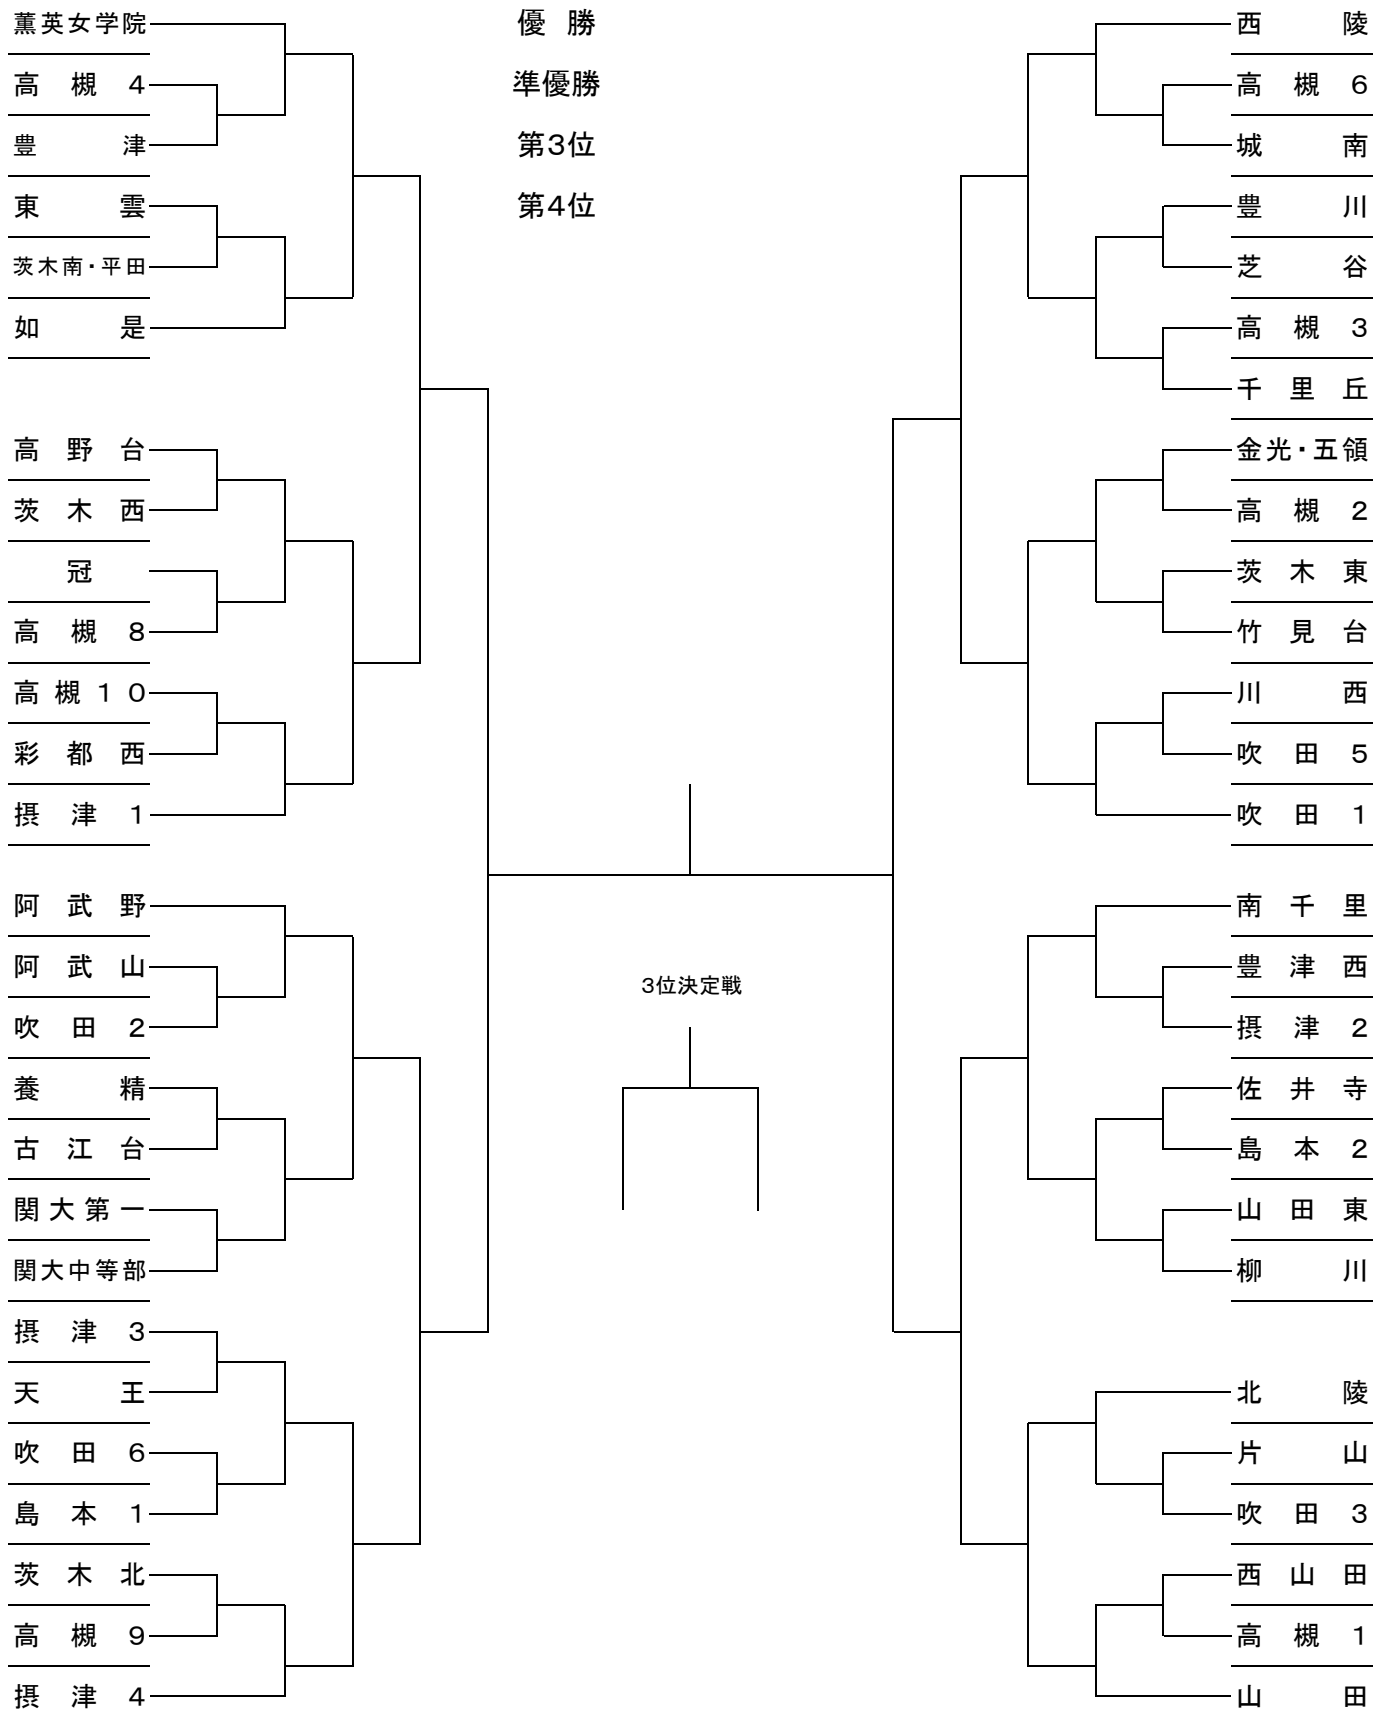 薫英女学院
高槻4
豊津
東雲
茨木南・平田
如是
高野台
茨木西
冠
高槻8
高槻10
彩都西
摂津1
阿武野
阿武山
吹田2
養精
古江台
関大第一
関大中等部
摂津3
天王
吹田6
島本1
茨木北
高槻9
摂津4
優勝
準優勝
第3位
第4位
3位決定戦
西陵
高槻6
城南
豊川
芝谷
高槻3
千里丘
金光・五領
高槻2
茨木東
竹見台
川西
吹田5
吹田1
南千里
豊津西
摂津2
佐井寺
島本2
山田東
柳川
北陵
片山
吹田3
西山田
高槻1
山田